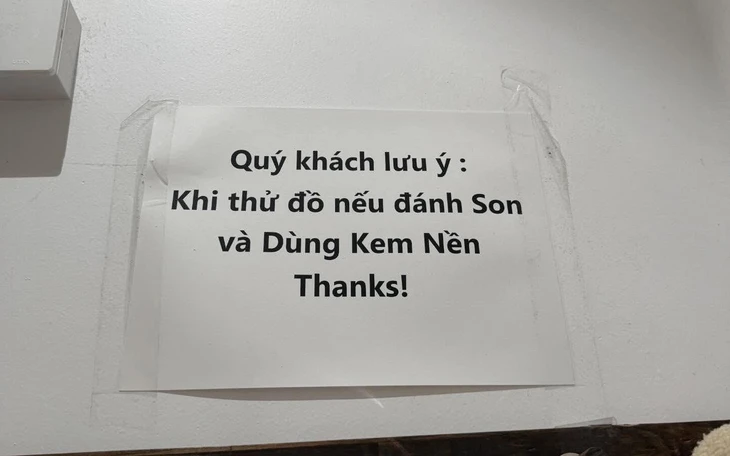 Quý khách lưu ý :
Khi thử đồ nếu đánh Son
và Dùng Kem Nền
Thanks!